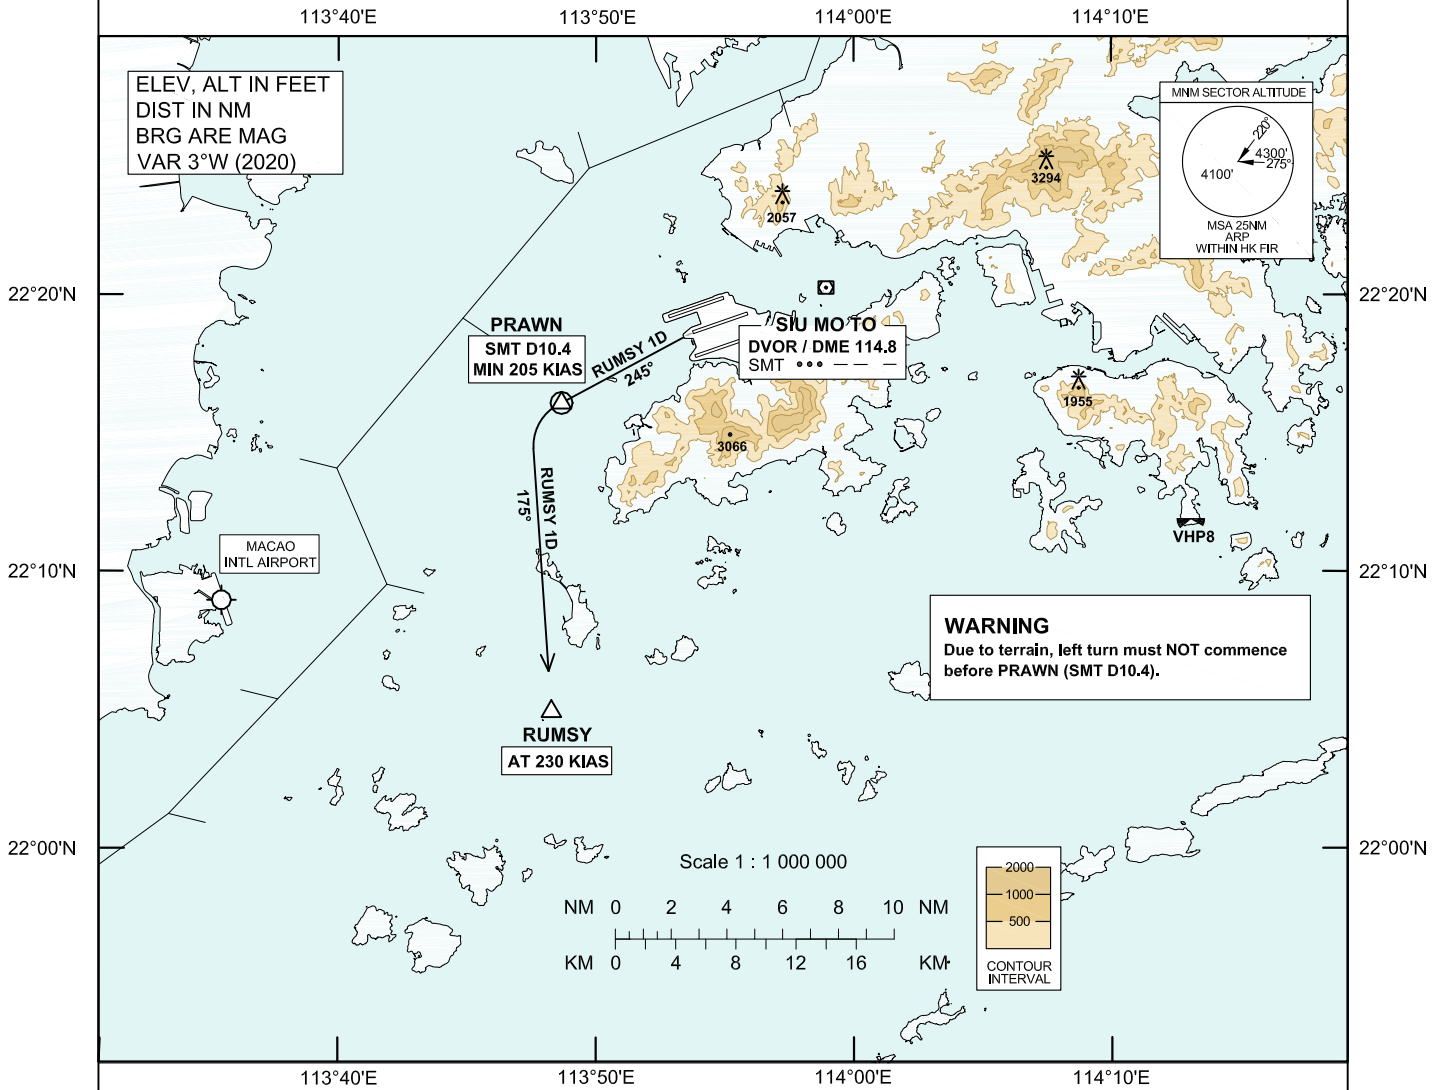 113°40'E
113°50'E
114°00'E
114°10'E
ELEV, ALT IN FEET
DIST IN NM
BRG ARE MAG
VAR 3°W (2020)
MNM SECTOR ALTITUDE
220°
4300'
275°
4100'
MSA 25NM
ARP
WITHIN HK FIR
3294
2057
22°20'N
22°20'N
PRAWN
SMT D10.4
MIN 205 KIAS
RUMSY 1D
245°
SIU MO TO
DVOR / DME 114.8
SMT ••• — — —
1955
3066
RUMSY 1D
175°
VHP8
MACAO
INTL AIRPORT
22°10'N
22°10'N
WARNING
Due to terrain, left turn must NOT commence
before PRAWN (SMT D10.4).
RUMSY
AT 230 KIAS
22°00'N
22°00'N
Scale 1 : 1 000 000
NM 0 2 4 6 8 10 NM
KM 0 4 8 12 16 KM
2000
1000
500
CONTOUR
INTERVAL
113°40'E
113°50'E
114°00'E
114°10'E